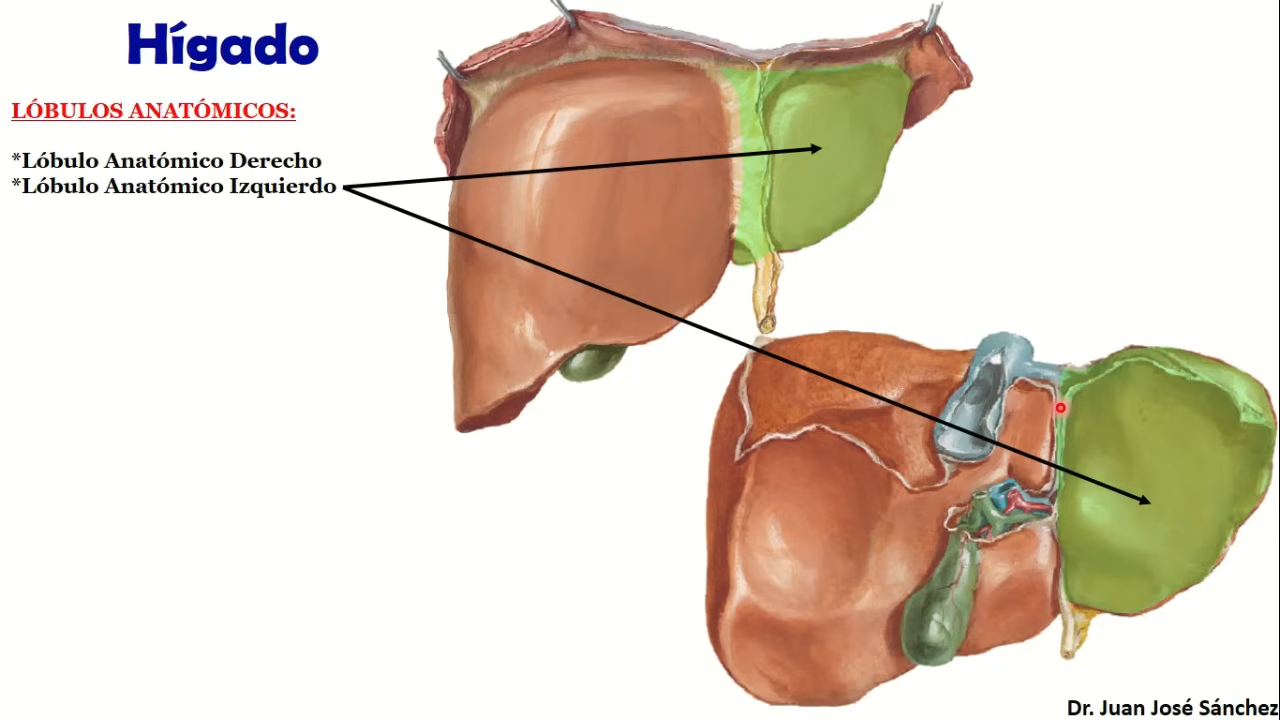 Hígado
LÓBULOS ANATÓMICOS:
*Lóbulo Anatómico Derecho
*Lóbulo Anatómico Izquierdo
Dr. Juan José Sánchez